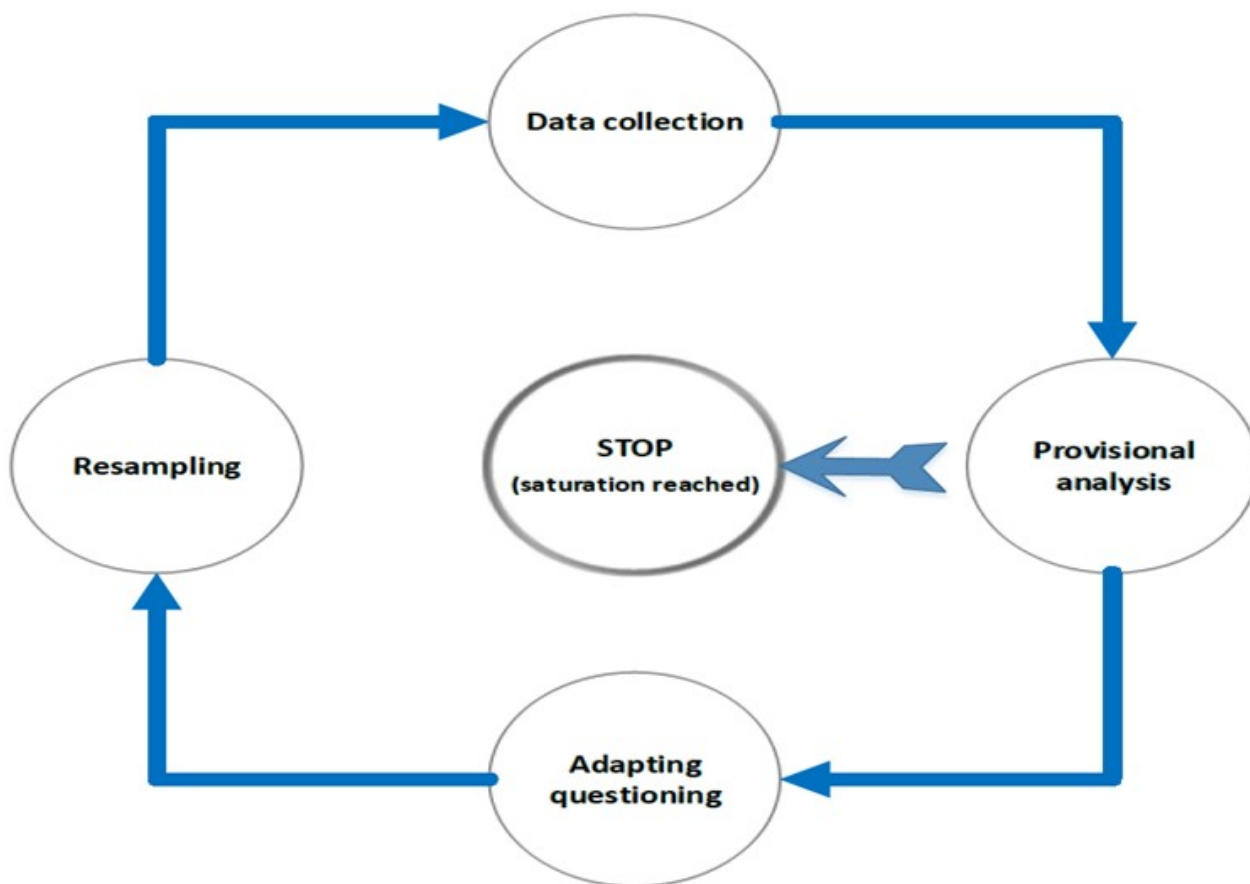 Data collection
Resampling
STOP
(saturation reached)
Provisional
analysis
Adapting
questioning